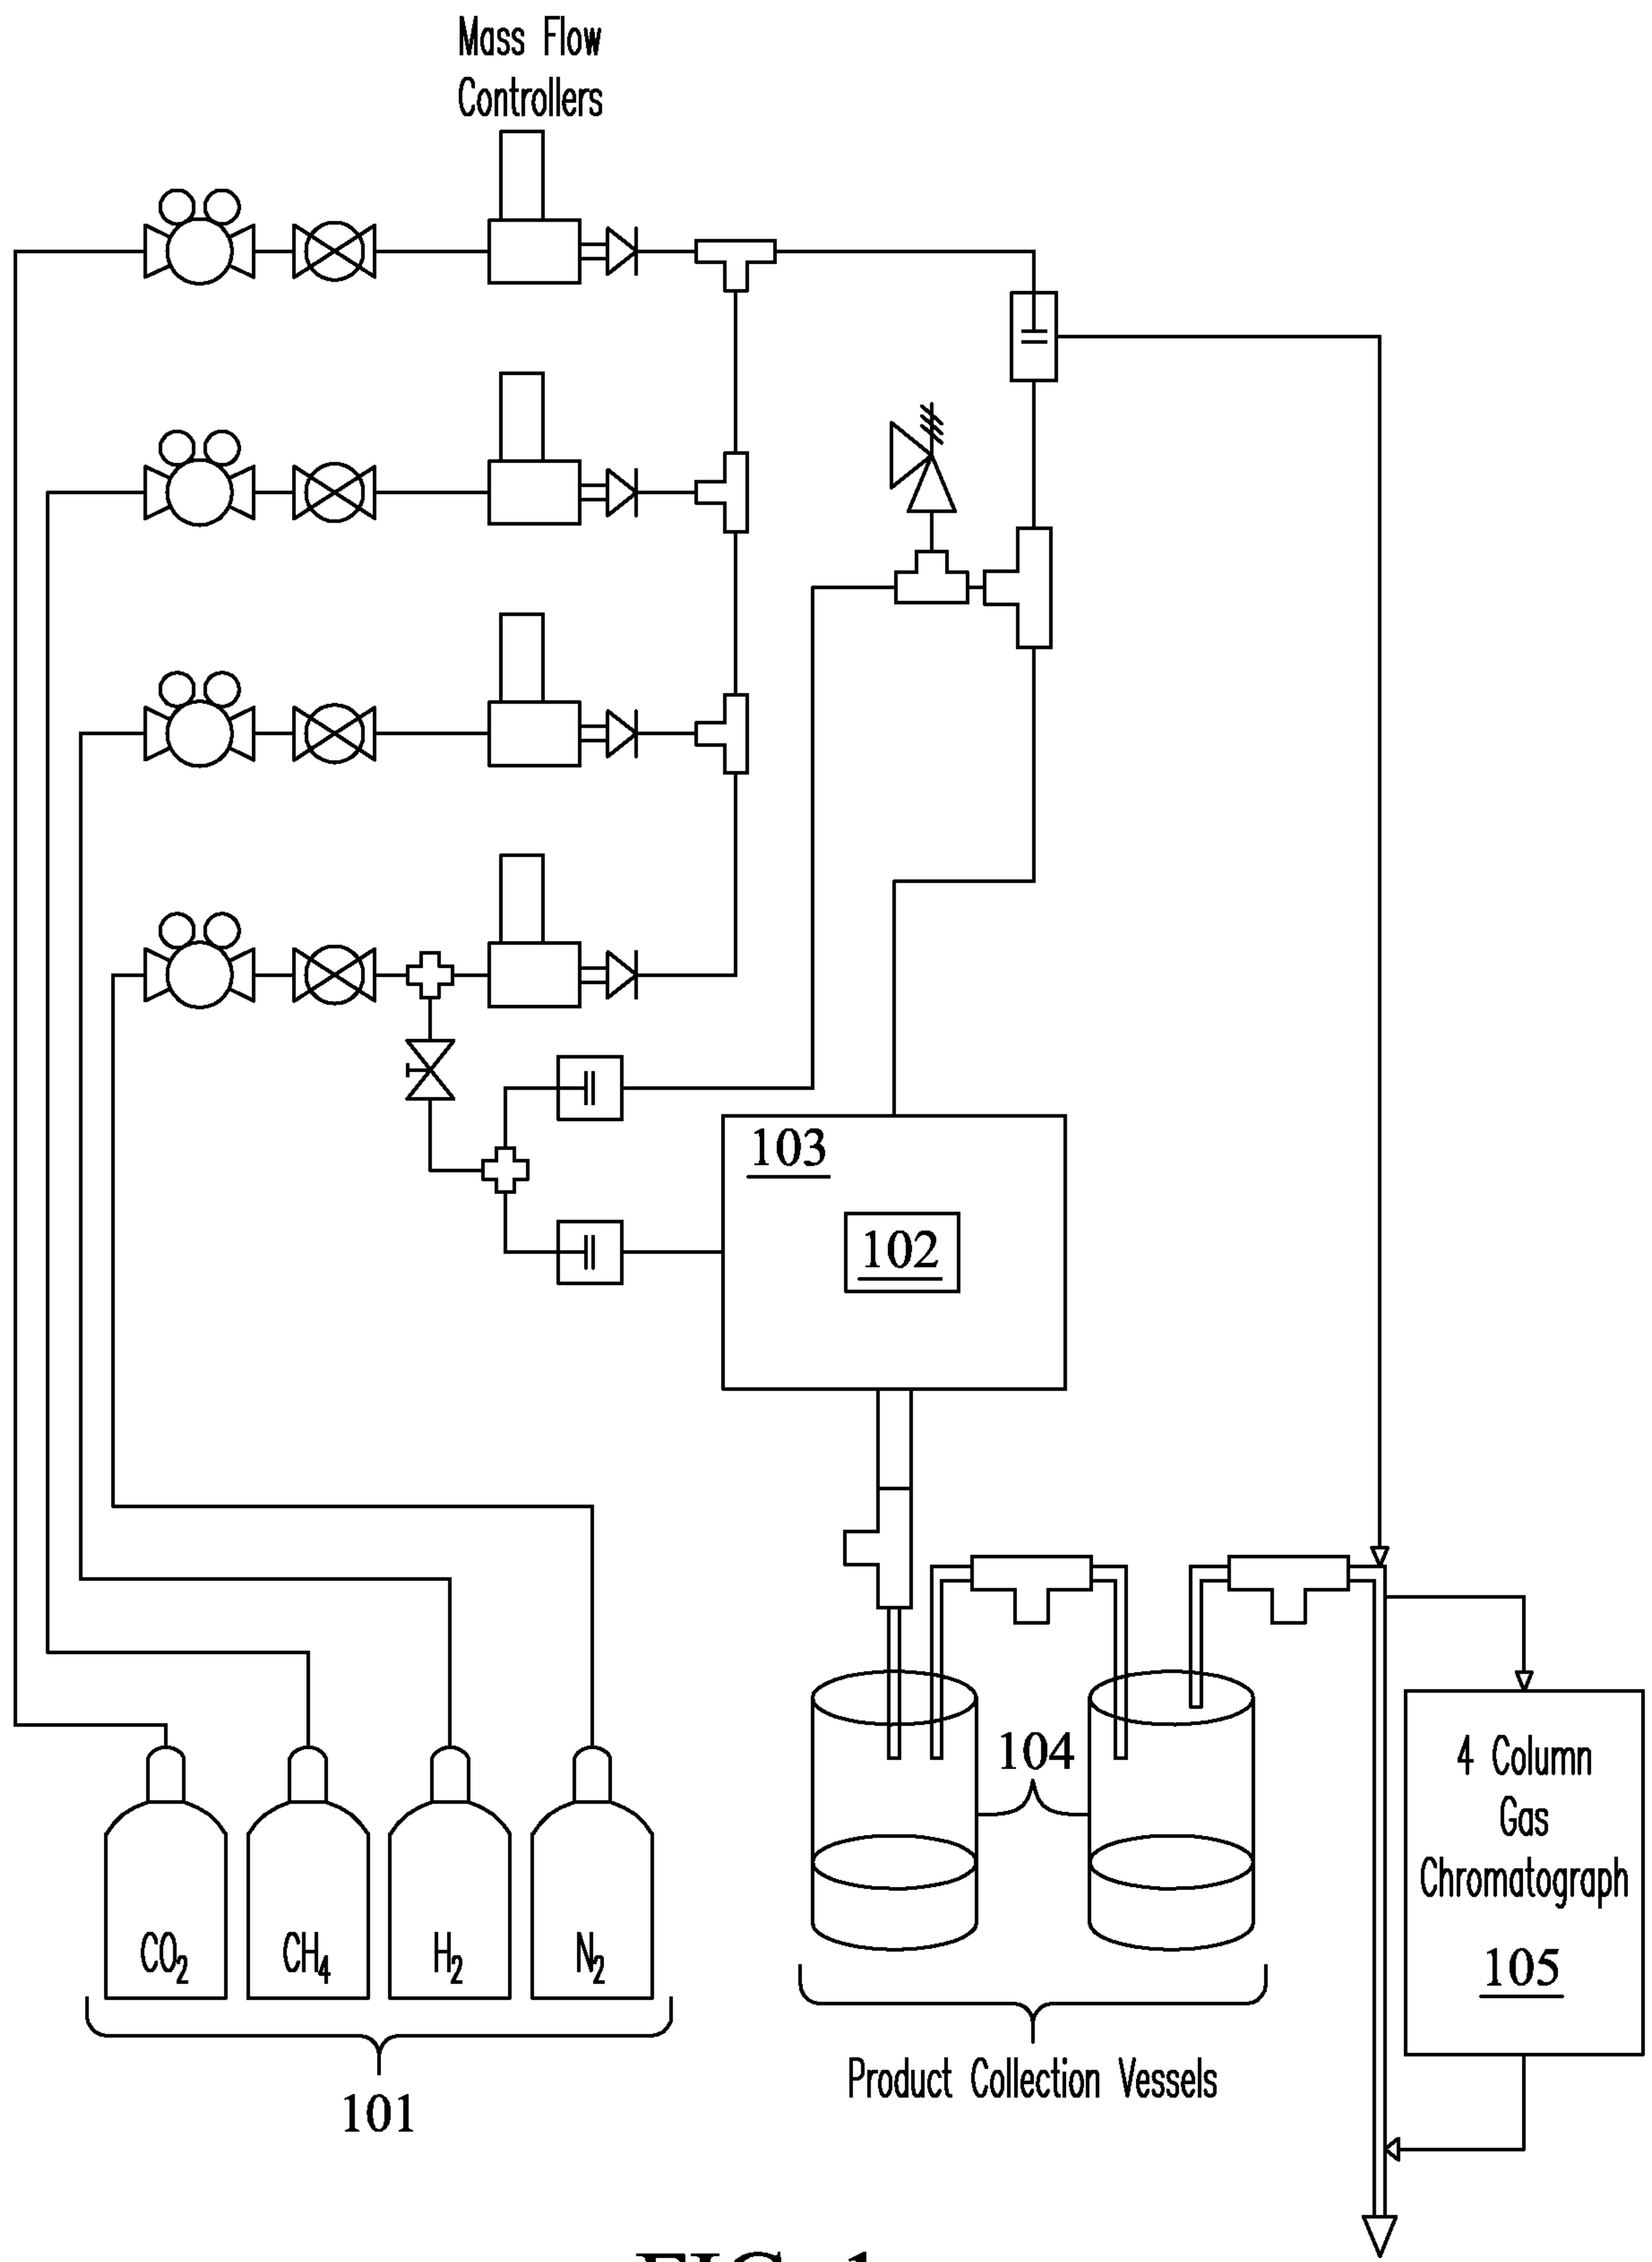 Mass Flow
Controllers
103
102
104
4 Column
Gas
Chromatograph
105
CO₂
CH₄
H₂
N₂
101
Product Collection Vessels